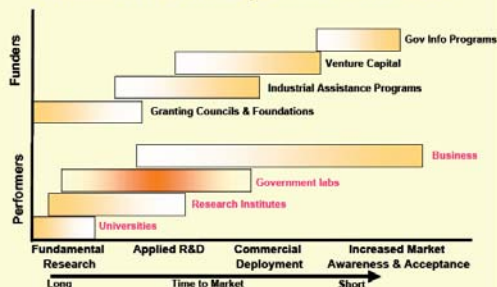 Funders
Gov Info Programs
Venture Capital
Industrial Assistance Programs
Granting Councils & Foundations
Performers
Business
Government labs
Research Institutes
Universities
Fundamental Research
Applied R&D
Commercial Deployment
Increased Market Awareness & Acceptance
Long
Time to Market
Short